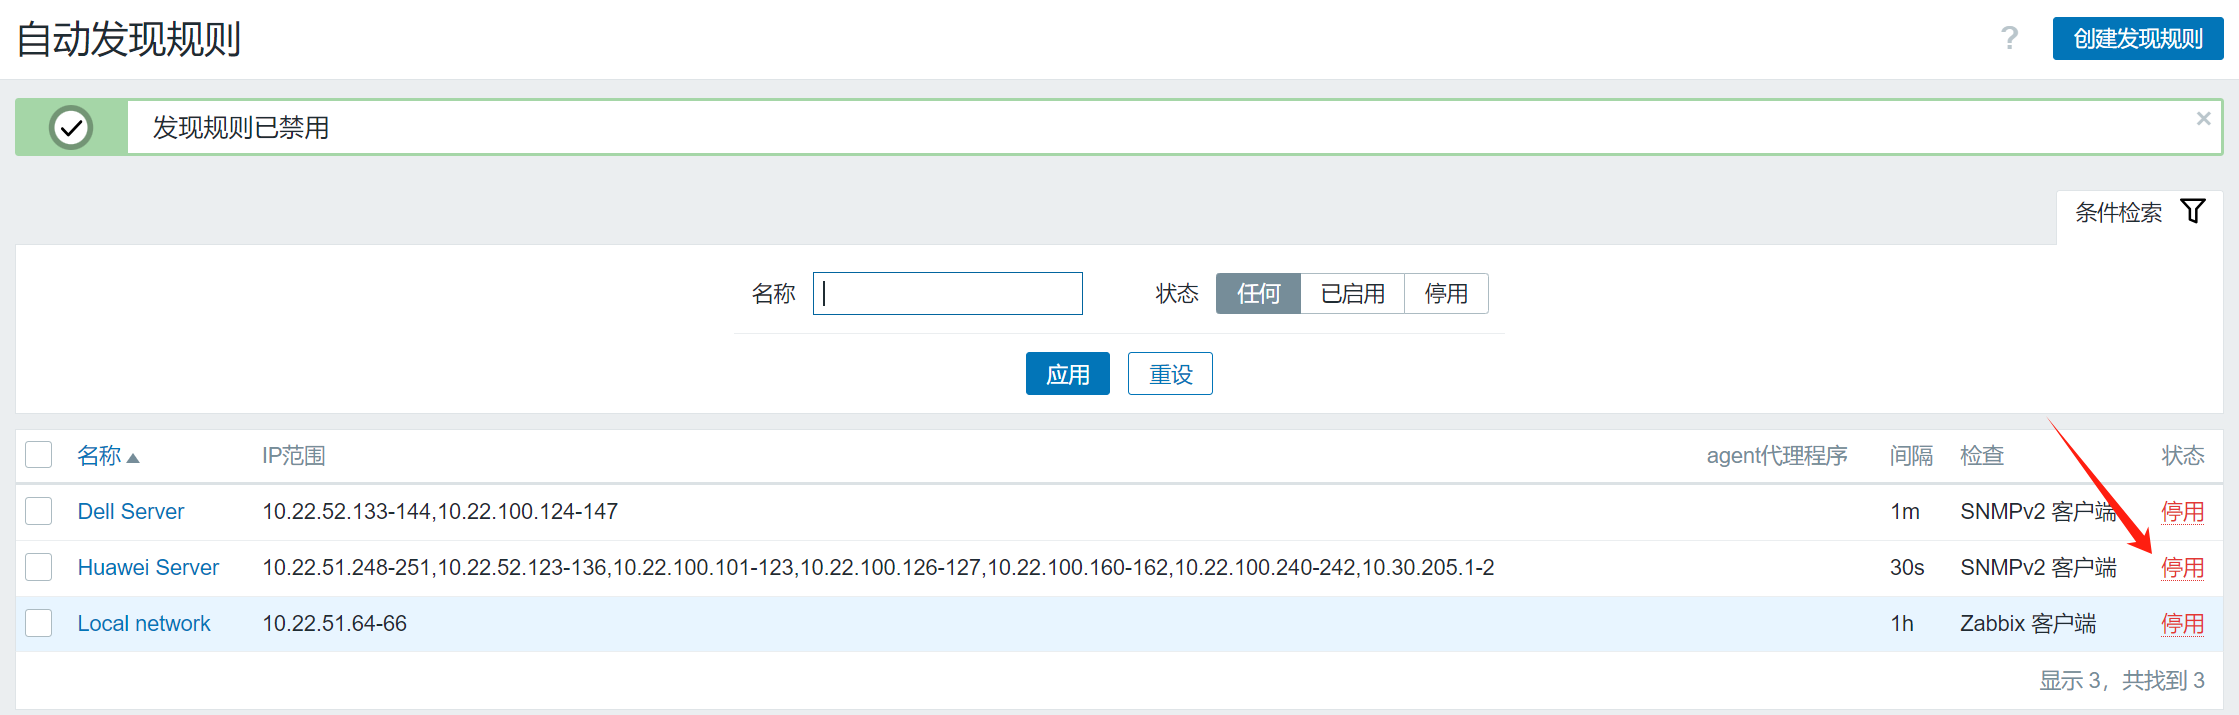 自动发现规则
?
创建发现规则
发现规则已禁用
条件检索
名称
状态 任何 已启用 停用
应用 重设
名称 IP范围 agent代理程序 间隔 检查 状态
Dell Server 10.22.52.133-144,10.22.100.124-147 1m SNMPv2 客户端 停用
Huawei Server 10.22.51.248-251,10.22.52.123-136,10.22.100.101-123,10.22.100.126-127,10.22.100.160-162,10.22.100.240-242,10.30.205.1-2 30s SNMPv2 客户端 停用
Local network 10.22.51.64-66 1h Zabbix 客户端 停用
显示 3，共找到 3